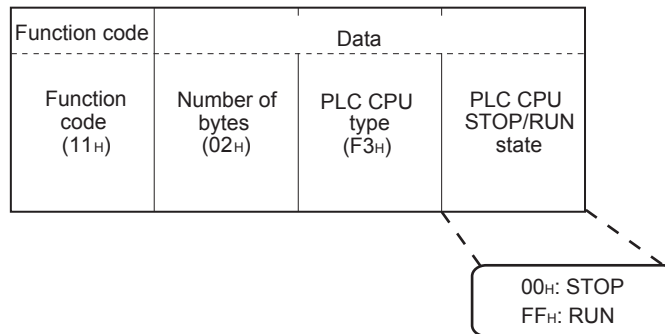 Function code
Data
Function
code
(11H)
Number of
bytes
(02H)
PLC CPU
type
(F3H)
PLC CPU
STOP/RUN
state
00H: STOP
FFH: RUN